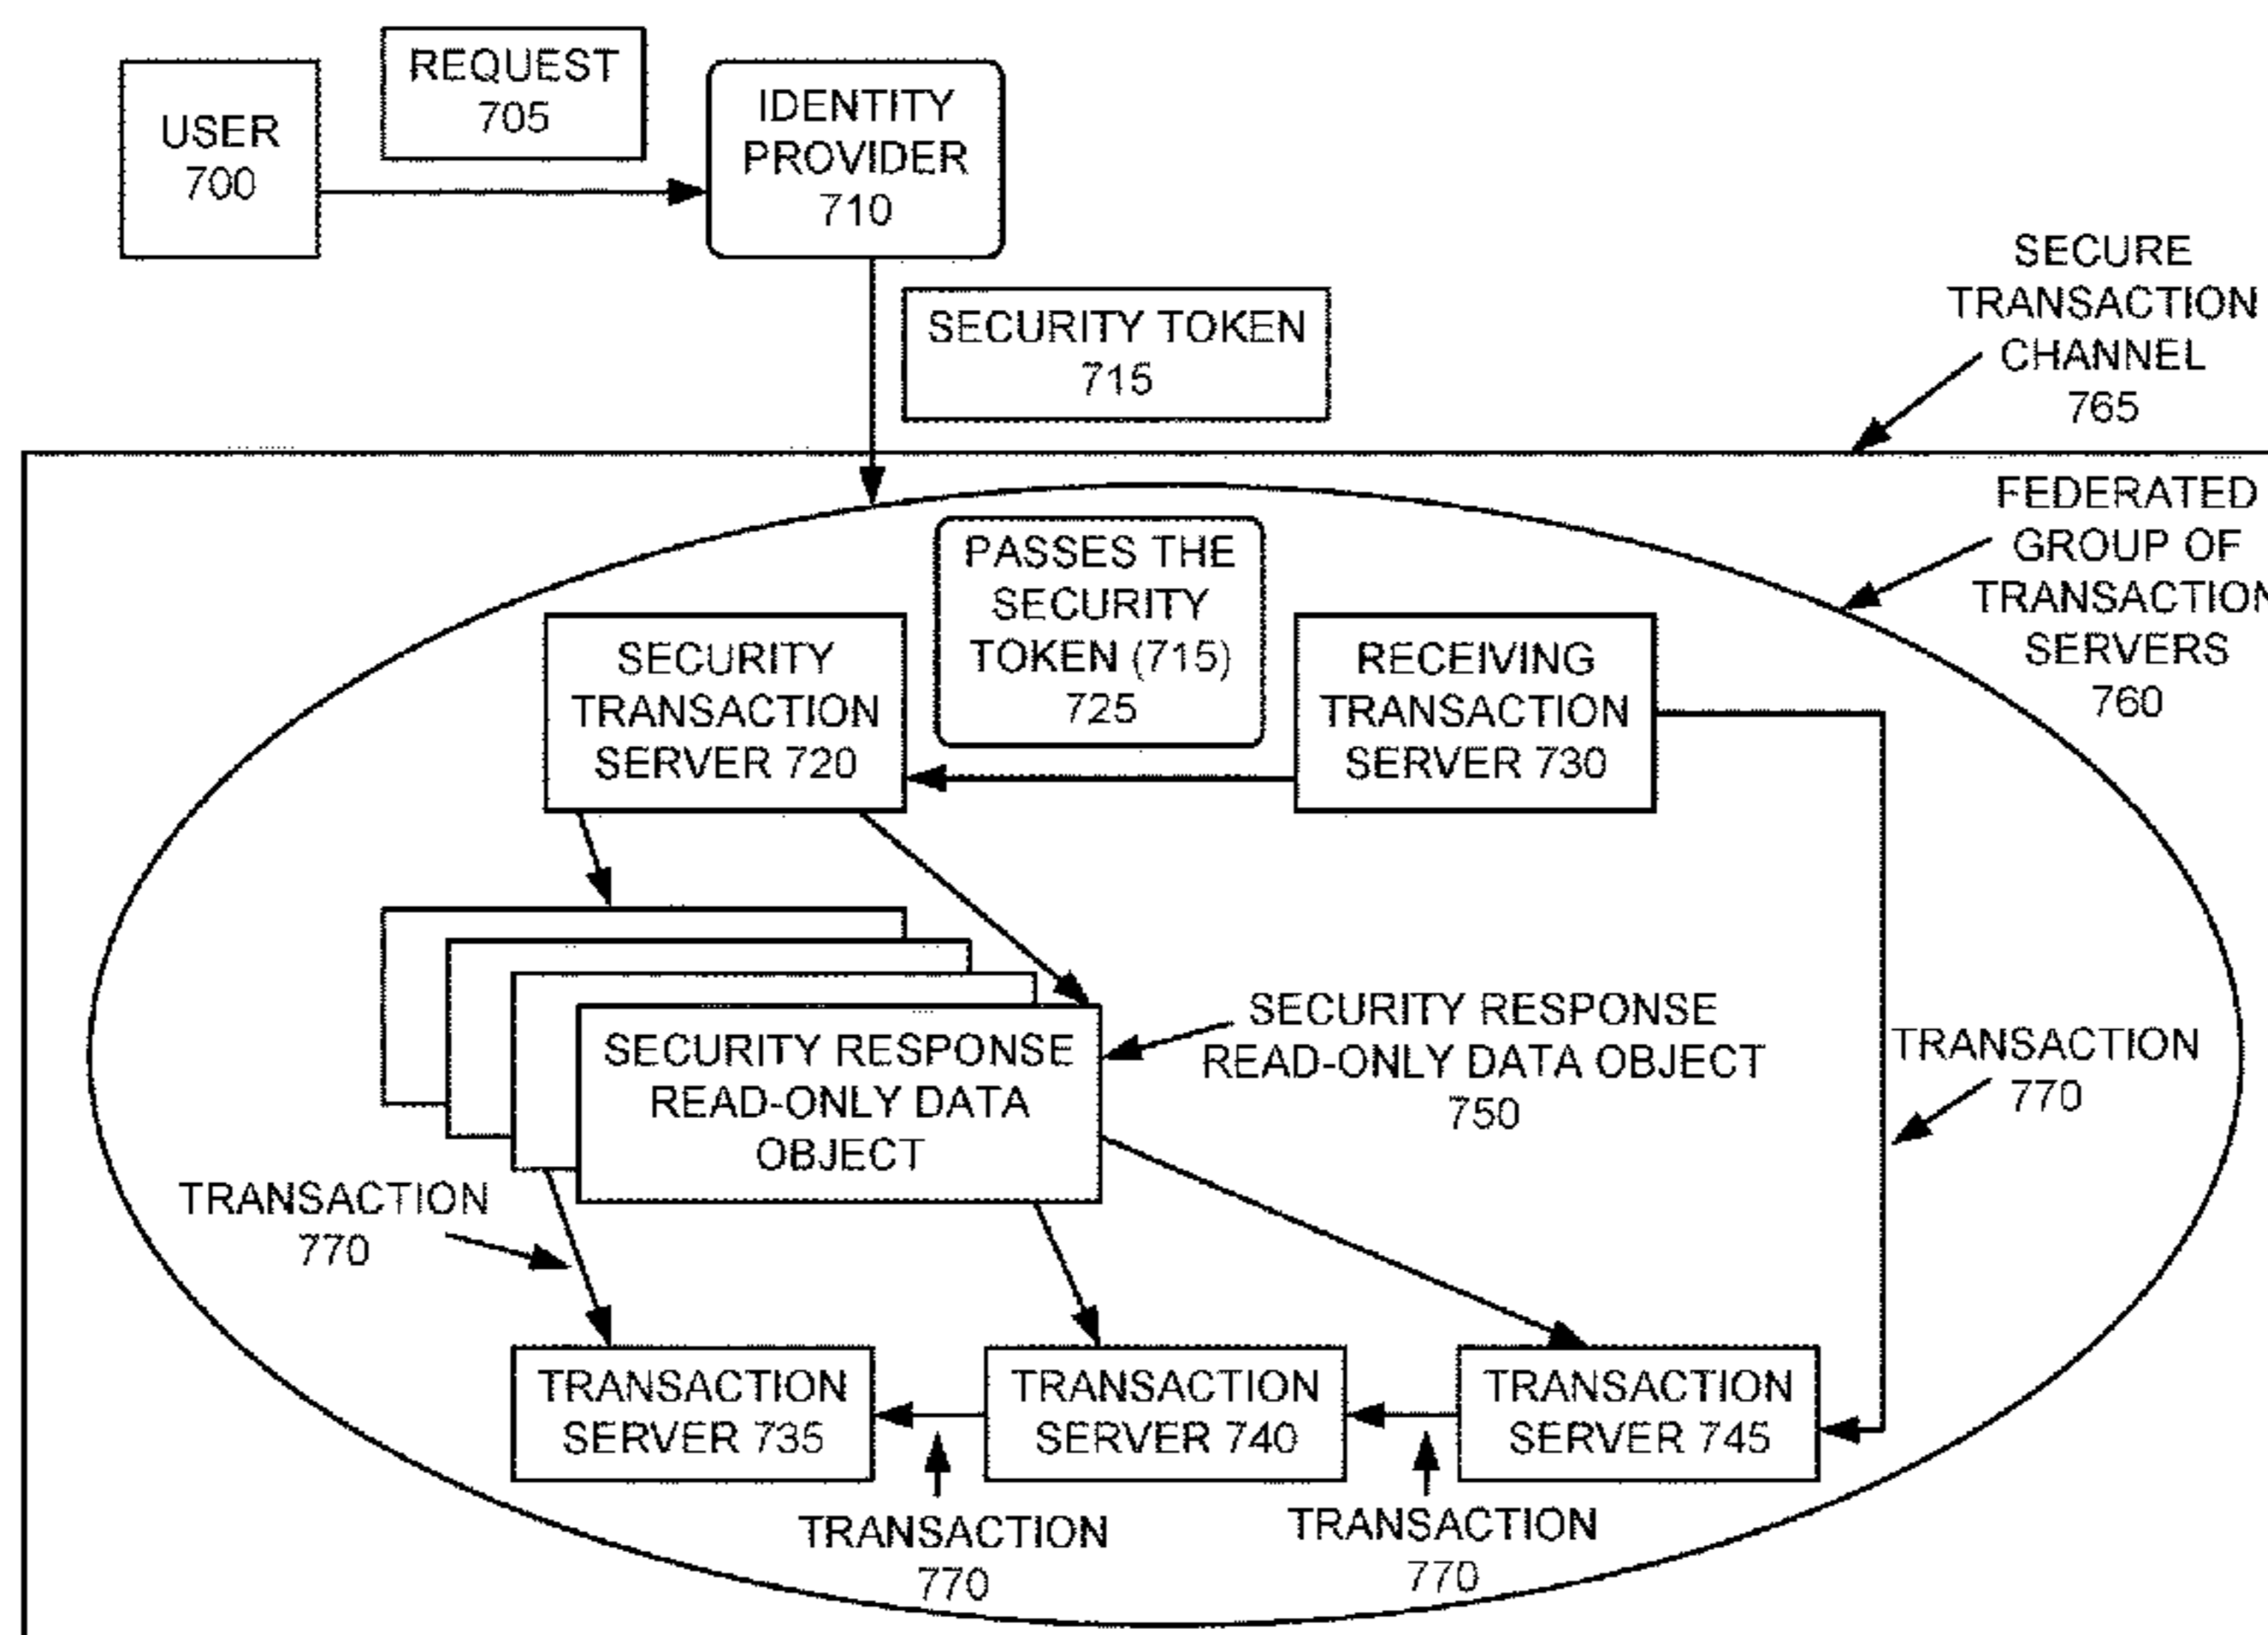 USER
700
REQUEST
705
IDENTITY
PROVIDER
710
SECURITY TOKEN
715
SECURE
TRANSACTION
CHANNEL
765
FEDERATED
GROUP OF
TRANSACTION
SERVERS
760
PASSES THE
SECURITY
TOKEN (715)
725
SECURITY
TRANSACTION
SERVER 720
RECEIVING
TRANSACTION
SERVER 730
SECURITY RESPONSE
READ-ONLY DATA
OBJECT
SECURITY RESPONSE
READ-ONLY DATA OBJECT
750
TRANSACTION
770
TRANSACTION
770
TRANSACTION
SERVER 735
TRANSACTION
SERVER 740
TRANSACTION
SERVER 745
TRANSACTION
770
TRANSACTION
770